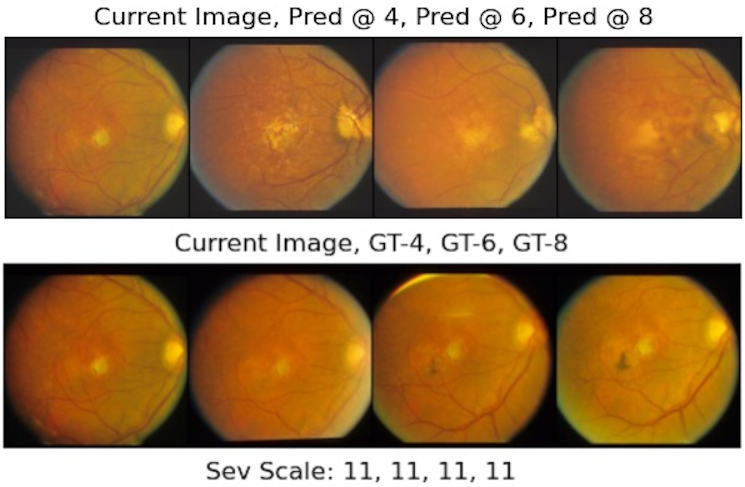 Current Image, Pred @ 4, Pred @ 6, Pred @ 8
Current Image, GT-4, GT-6, GT-8
Sev Scale: 11, 11, 11, 11